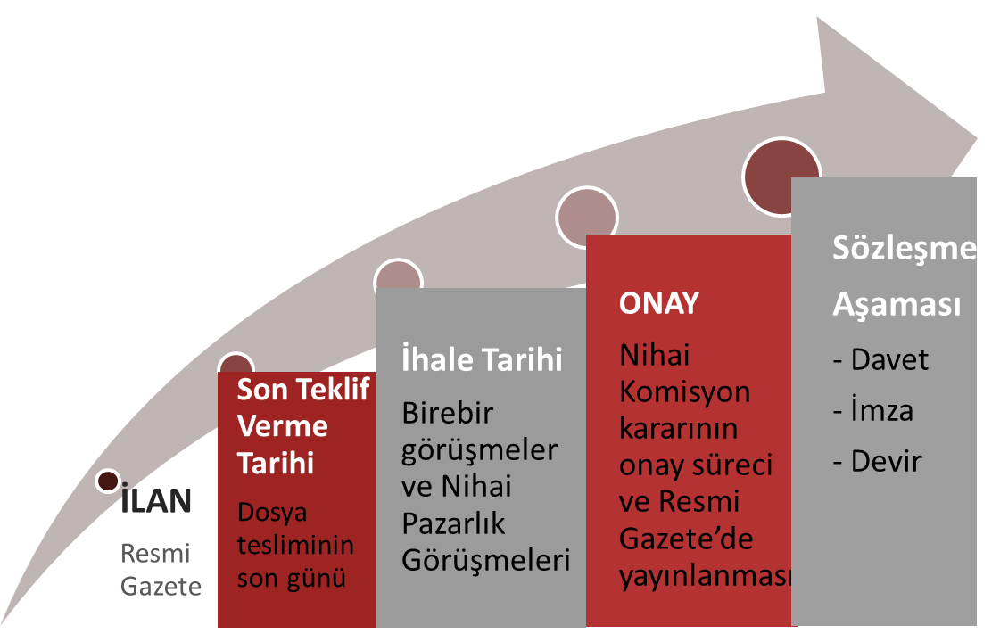 İLAN
Resmi
Gazete
Son Teklif
Verme
Tarihi
Dosya
tesliminin
son günü
İhale Tarihi
Birebir
görüşmeler
ve Nihai
Pazarlık
Görüşmeleri
ONAY
Nihai
Komisyon
kararının
onay süreci
ve Resmi
Gazete’de
yayınlanması
Sözleşme
Aşaması
- Davet
- İmza
- Devir